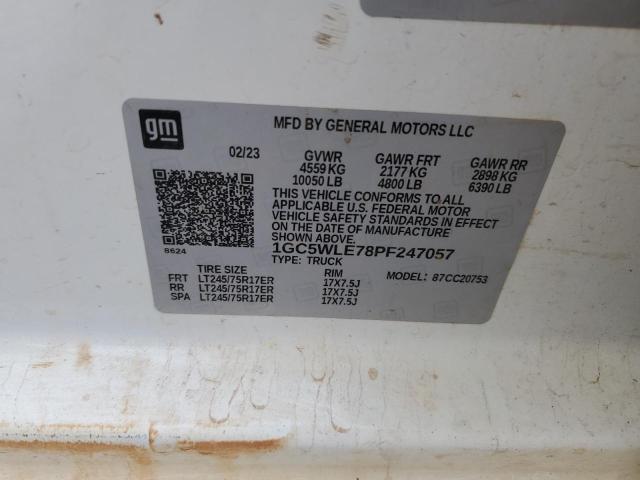 gm
MFD BY GENERAL MOTORS LLC
02/23 GVWR GAWR FRT GAWR RR
4559 KG 2177 KG 2898 KG
10050 LB 4800 LB 6390 LB
THIS VEHICLE CONFORMS TO ALL
APPLICABLE U.S. FEDERAL MOTOR
VEHICLE SAFETY STANDARDS IN EFFECT
ON THE DATE OF MANUFACTURE
SHOWN ABOVE.
8624 1GC5WLE78PF247057
TYPE: TRUCK MODEL: 87CC20753
TIRE SIZE RIM
FRT LT245/75R17ER 17X7.5J
RR LT245/75R17ER 17X7.5J
SPA LT245/75R17ER 17X7.5J